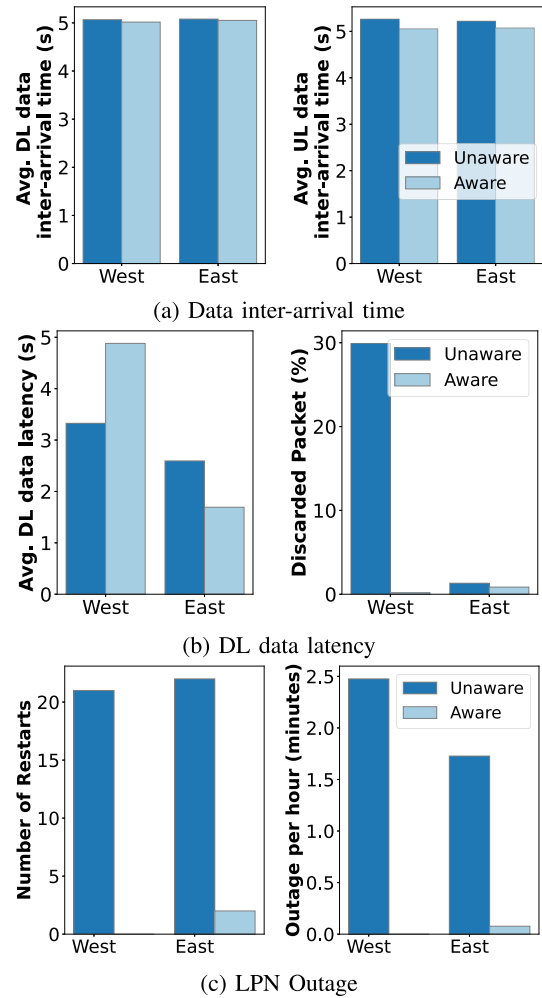 Avg. DL data
inter-arrival time (s)
5
4
3
2
1
0
West East
Avg. UL data
inter-arrival time (s)
5
4
3
2
1
0
Unaware
Aware
West East
(a) Data inter-arrival time
Avg. DL data latency (s)
5
4
3
2
1
0
West East
Discarded Packet (%)
30
20
10
0
Unaware
Aware
West East
(b) DL data latency
Number of Restarts
20
15
10
5
0
West East
Outage per hour (minutes)
2.5
2.0
1.5
1.0
0.5
0.0
Unaware
Aware
West East
(c) LPN Outage